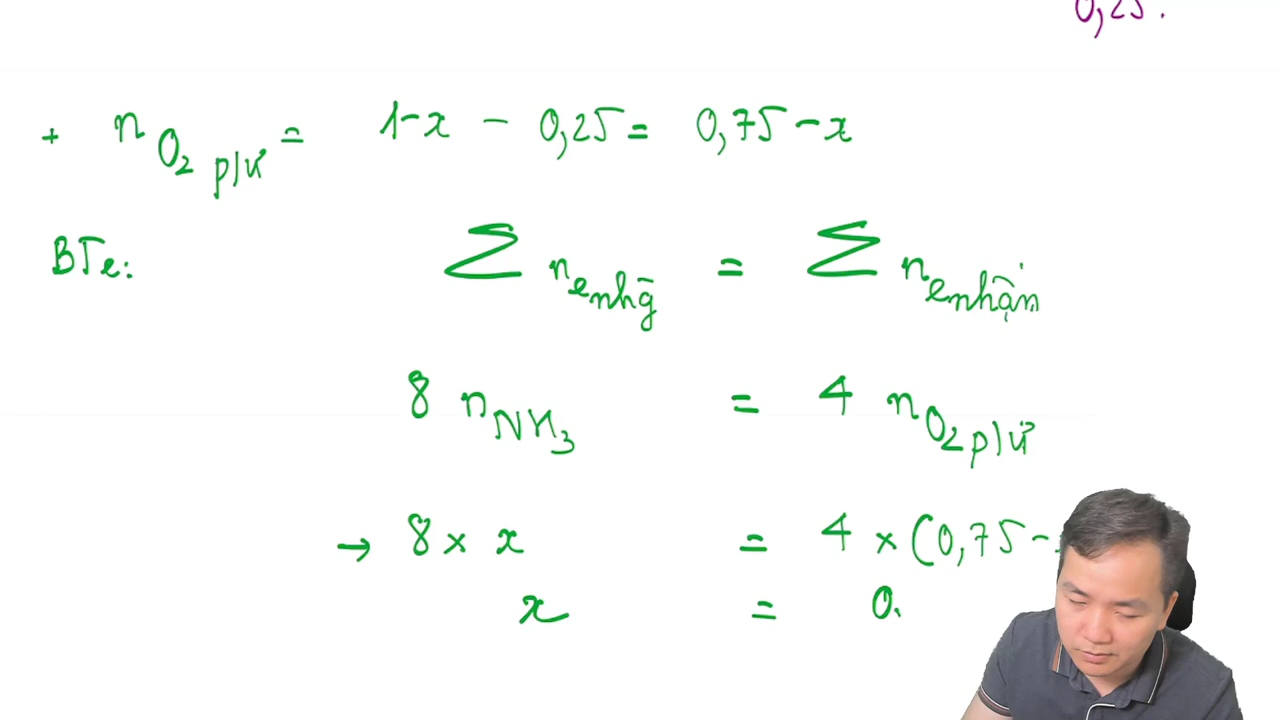 0,25.
+ n O2 p/ư = 1-x - 0,25 = 0,75 - x
BTe: Σ n e nhg = Σ n e nhận
8 n NH3 = 4 n O2 p/ư
→ 8 × x = 4 × (0,75 -
x = 0,